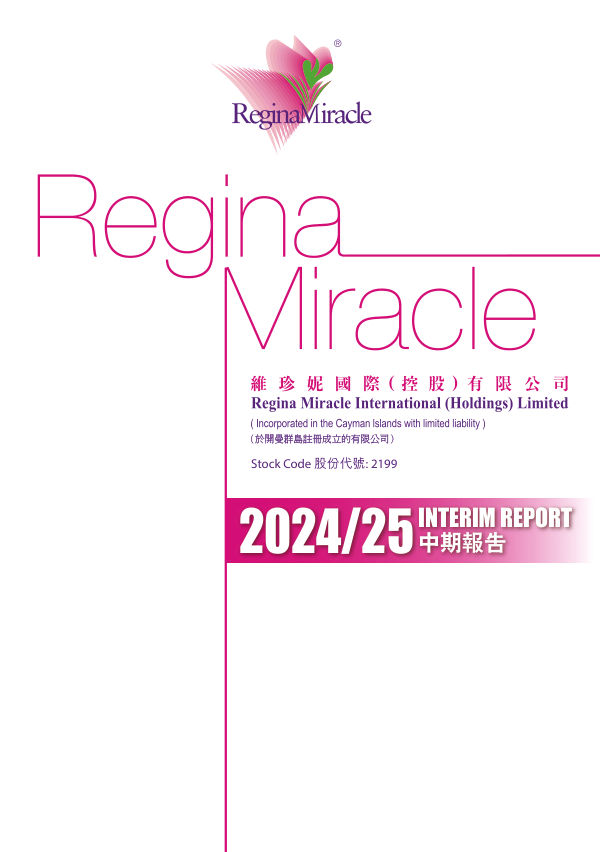 ®
ReginaMiracle
Regina
Miracle
維珍妮國際(控股)有限公司
Regina Miracle International (Holdings) Limited
( Incorporated in the Cayman Islands with limited liability )
(於開曼群島註冊成立的有限公司)
Stock Code 股份代號: 2199
2024/25 INTERIM REPORT
中期報告